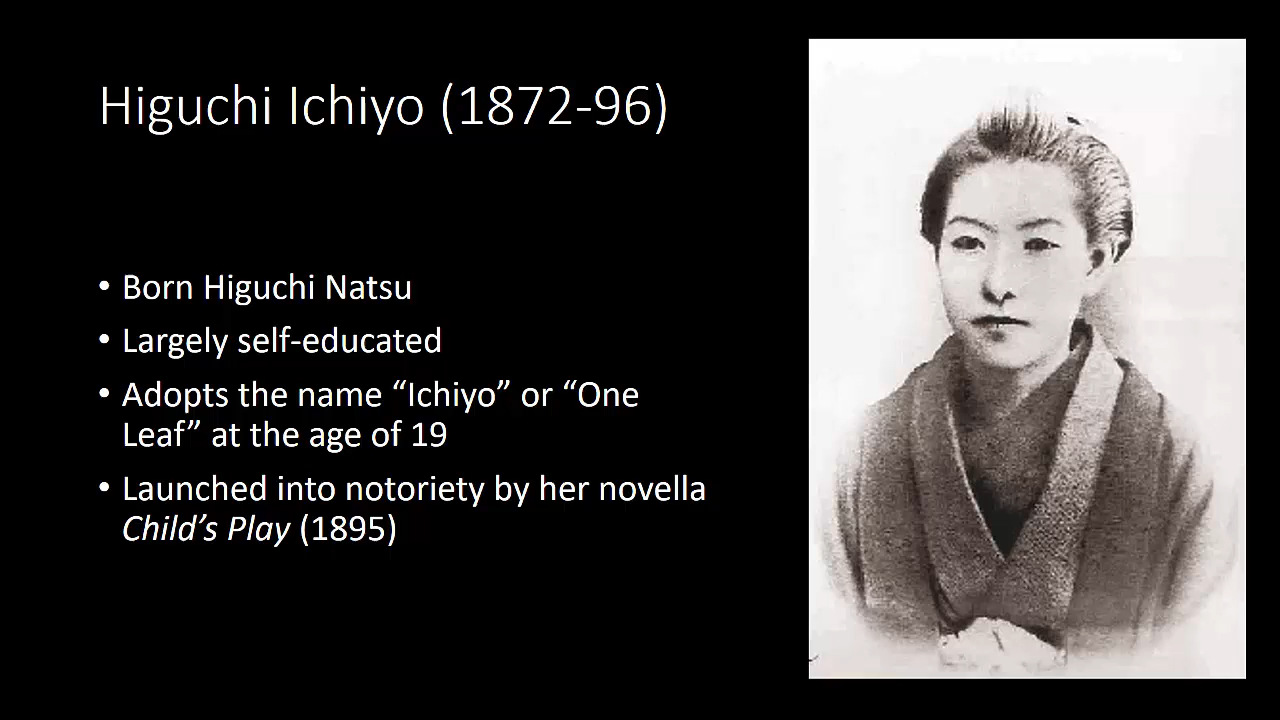 Higuchi Ichiyo (1872-96)
• Born Higuchi Natsu
• Largely self-educated
• Adopts the name “Ichiyo” or “One
Leaf” at the age of 19
• Launched into notoriety by her novella
Child’s Play (1895)